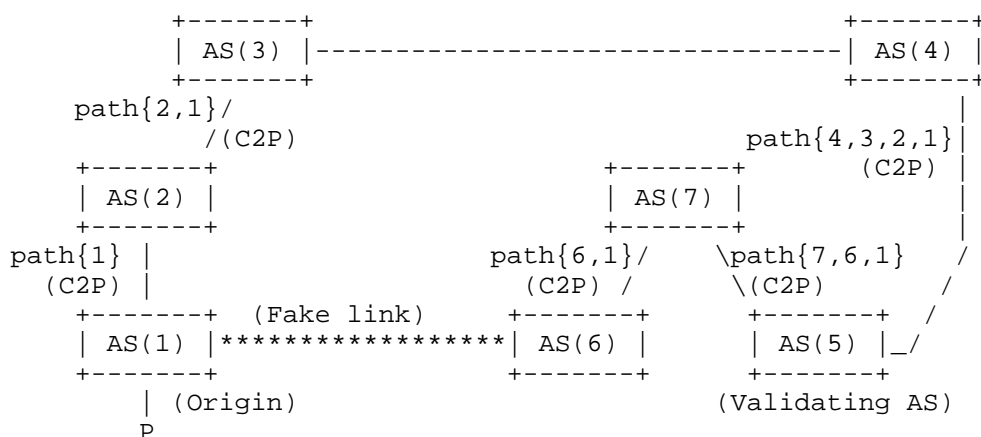 AS(3) AS(4)
path{2,1}
(C2P) path{4,3,2,1}
(C2P)
AS(2) AS(7)
path{1} path{6,1} path{7,6,1}
(C2P) (C2P) (C2P)
(Fake link)
AS(1) AS(6) AS(5)
(Origin) (Validating AS)
P